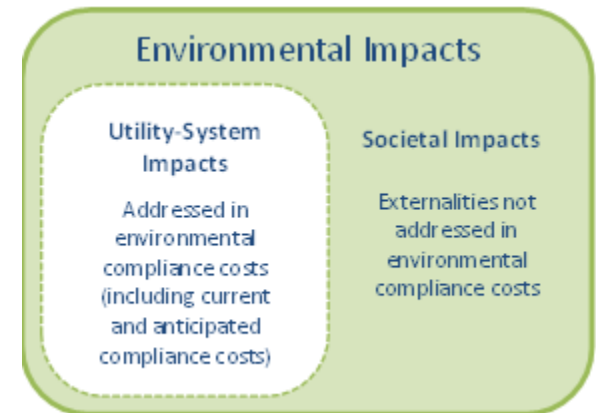 Environmental Impacts
Utility-System
Impacts
Addressed in
environmental
compliance costs
(including current
and anticipated
compliance costs)
Societal Impacts
Externalities not
addressed in
environmental
compliance costs